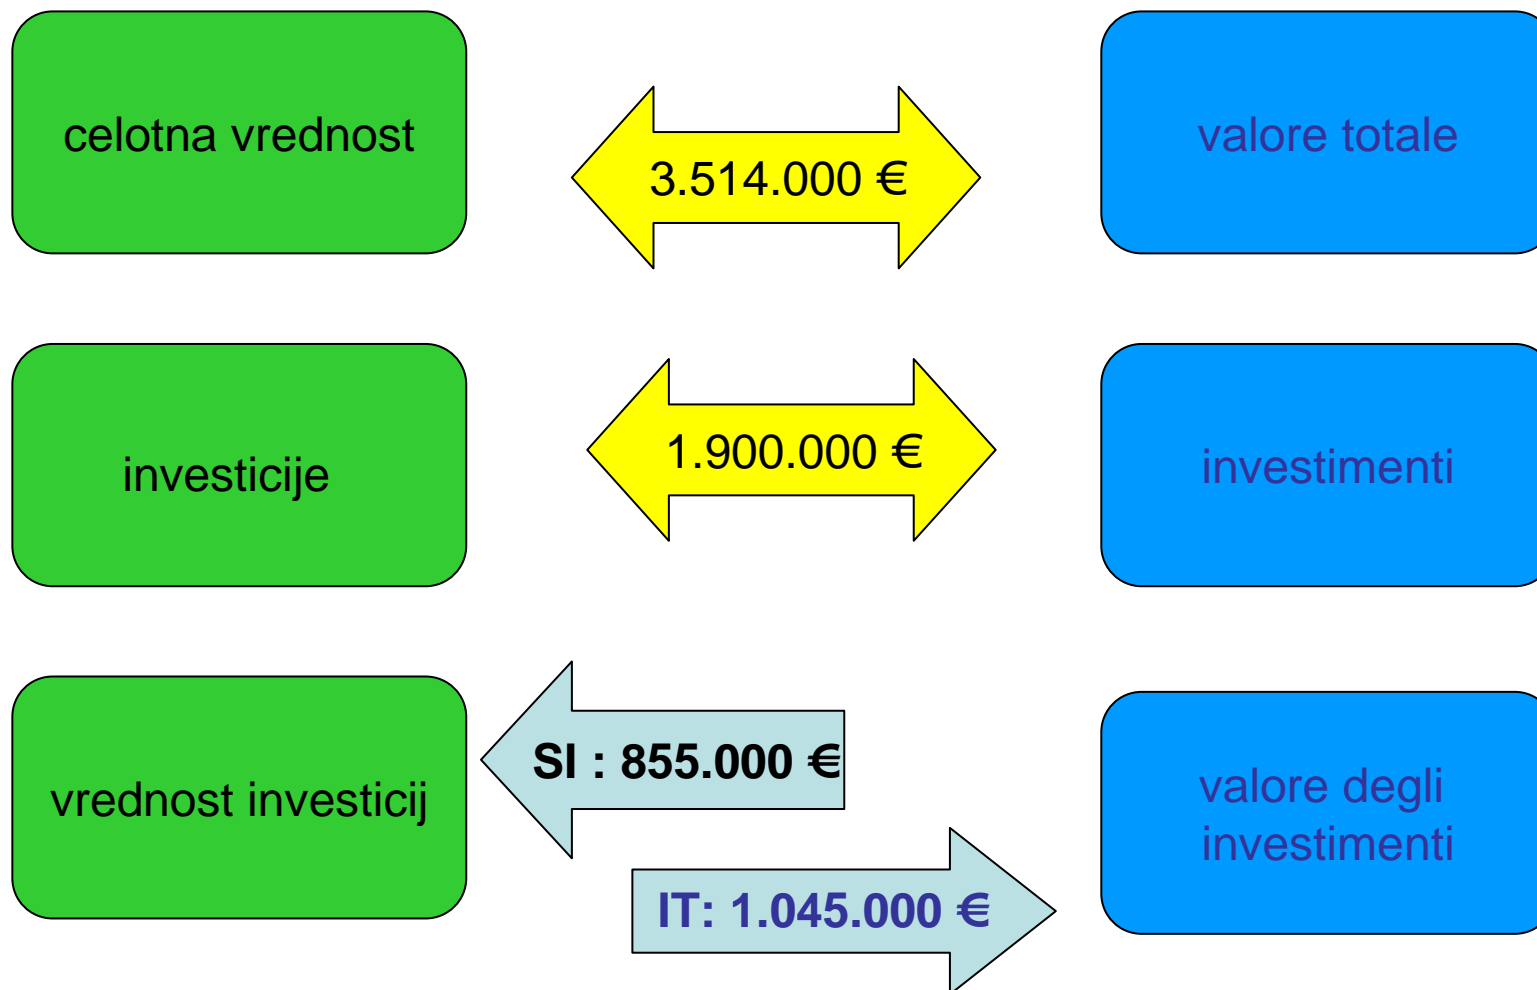 celotna vrednost
3.514.000 €
valore totale
investicije
1.900.000 €
investimenti
vrednost investicij
SI : 855.000 €
IT: 1.045.000 €
valore degli
investimenti